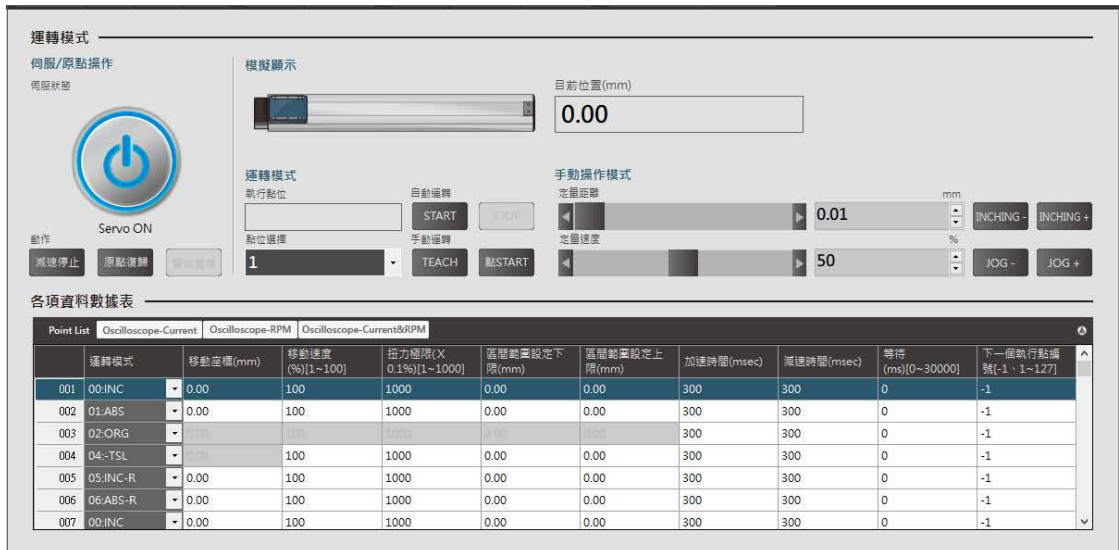 運轉模式
伺服/原點操作
伺服狀態
Servo ON
動作
減速停止 原點復歸
模擬顯示
目前位置(mm)
0.00
運轉模式
執行點位
自動運轉
START STOP
點位選擇
1
手動運轉
TEACH 點START
手動操作模式
定量距離 mm
0.01 INCHING - INCHING +
定量速度 %
50 JOG - JOG +
各項資料數據表
Point List Oscilloscope-Current Oscilloscope-RPM Oscilloscope-Current&RPM
運轉模式 移動座標(mm) 移動速度(%)[1~100] 扭力極限(X 0.1%)[1~1000] 區間範圍設定下限(mm) 區間範圍設定上限(mm) 加速時間(msec) 減速時間(msec) 等待(ms)[0~30000] 下一個執行點編號[-1、1~127]
001 00:INC 0.00 100 1000 0.00 0.00 300 300 0 -1
002 01:ABS 0.00 100 1000 0.00 0.00 300 300 0 -1
003 02:ORG 0.00 100 1000 0.00 0.00 300 300 0 -1
004 04:-TSL 0.00 100 1000 0.00 0.00 300 300 0 -1
005 05:INC-R 0.00 100 1000 0.00 0.00 300 300 0 -1
006 06:ABS-R 0.00 100 1000 0.00 0.00 300 300 0 -1
007 00:INC 0.00 100 1000 0.00 0.00 300 300 0 -1